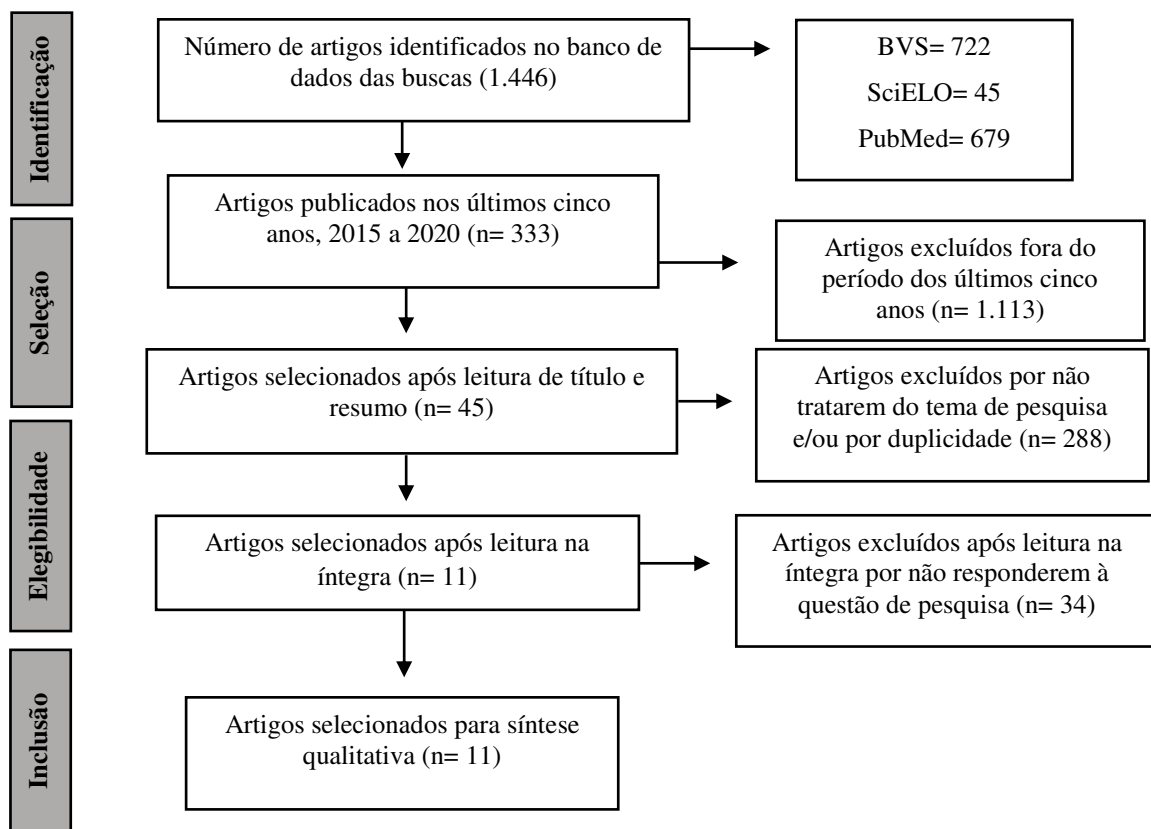 Identificação
Número de artigos identificados no banco de
dados das buscas (1.446)
BVS= 722
SciELO= 45
PubMed= 679
Seleção
Artigos publicados nos últimos cinco
anos, 2015 a 2020 (n= 333)
Artigos excluídos fora do
período dos últimos cinco
anos (n= 1.113)
Artigos selecionados após leitura de título e
resumo (n= 45)
Artigos excluídos por não
tratarem do tema de pesquisa
e/ou por duplicidade (n= 288)
Elegibilidade
Artigos selecionados após leitura na
íntegra (n= 11)
Artigos excluídos após leitura na
íntegra por não responderem à
questão de pesquisa (n= 34)
Inclusão
Artigos selecionados para síntese
qualitativa (n= 11)